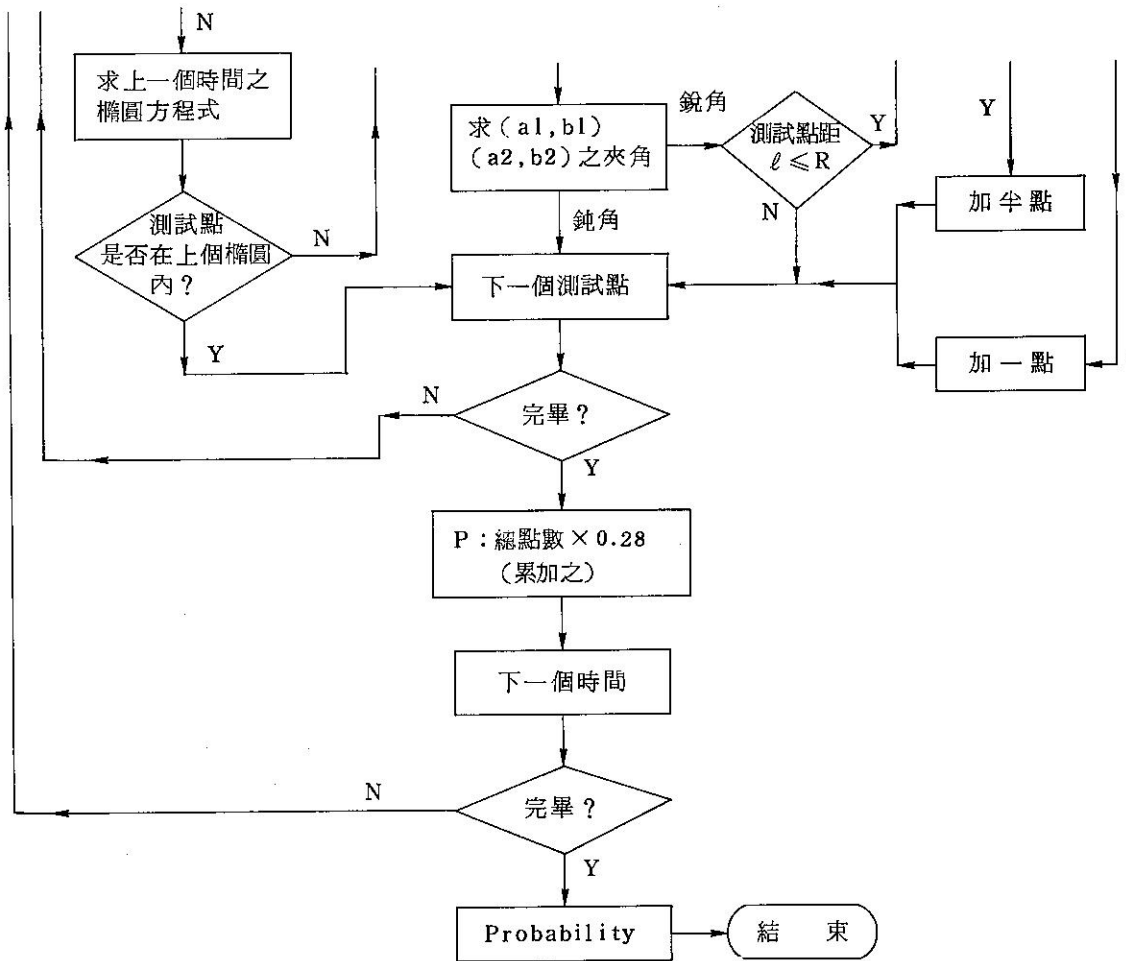 N
求上一個時間之
橢圓方程式
測試點
是否在上個橢圓
內？
N
Y
求(a1,b1)
(a2,b2)之夾角
銳角
鈍角
測試點距
ℓ≤R
Y
N
Y
加半點
加一點
下一個測試點
完畢？
N
Y
P：總點數×0.28
（累加之）
下一個時間
完畢？
N
Y
Probability
結 束